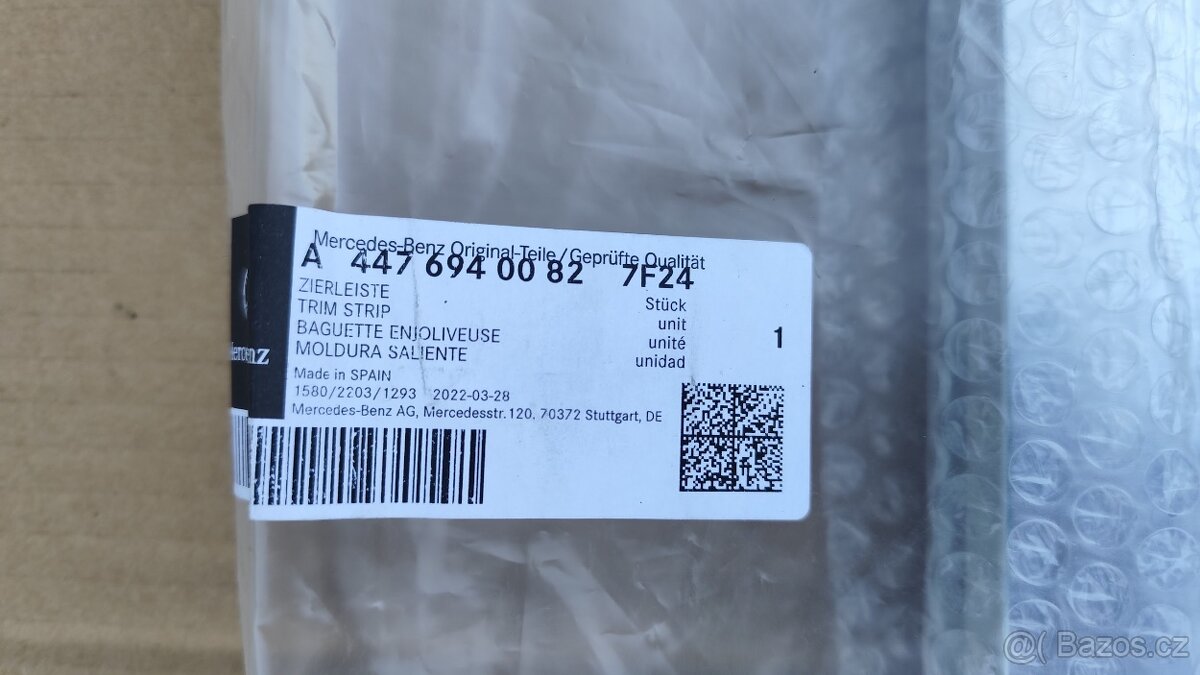 Mercedes-Benz Original-Teile/Geprüfte Qualität
A 447 694 00 82 7F24
ZIERLEISTE
TRIM STRIP
BAGUETTE ENJOLIVEUSE
MOLDURA SALIENTE
Stück
unit
unité
unidad
1
Made in SPAIN
1580/2203/1293 2022-03-28
Mercedes-Benz AG, Mercedesstr.120, 70372 Stuttgart, DE
@( Bazos.cz